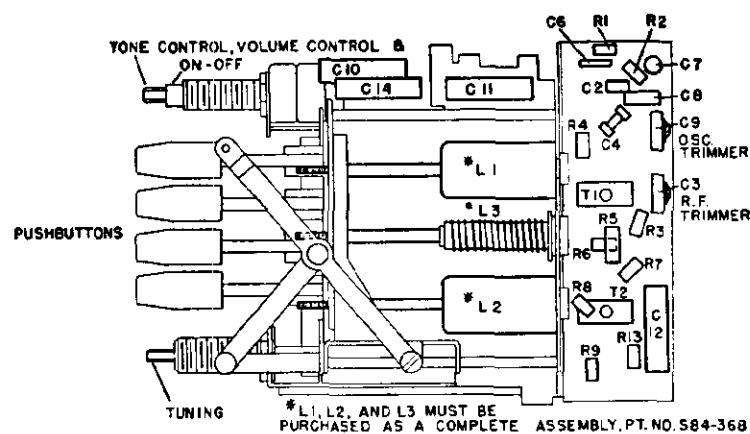 TONE CONTROL, VOLUME CONTROL &
ON-OFF
C10
C14
C11
C6
R1
R2
C7
C2
C8
C4
R4
C9
OSC.
TRIMMER
*L1
T1
C3
R.F.
TRIMMER
*L3
R5
R3
R6
PUSHBUTTONS
R7
*L2
R8
T2
C
12
R13
R9
TUNING
*L1, L2, AND L3 MUST BE
PURCHASED AS A COMPLETE ASSEMBLY, PT. NO. S84-368